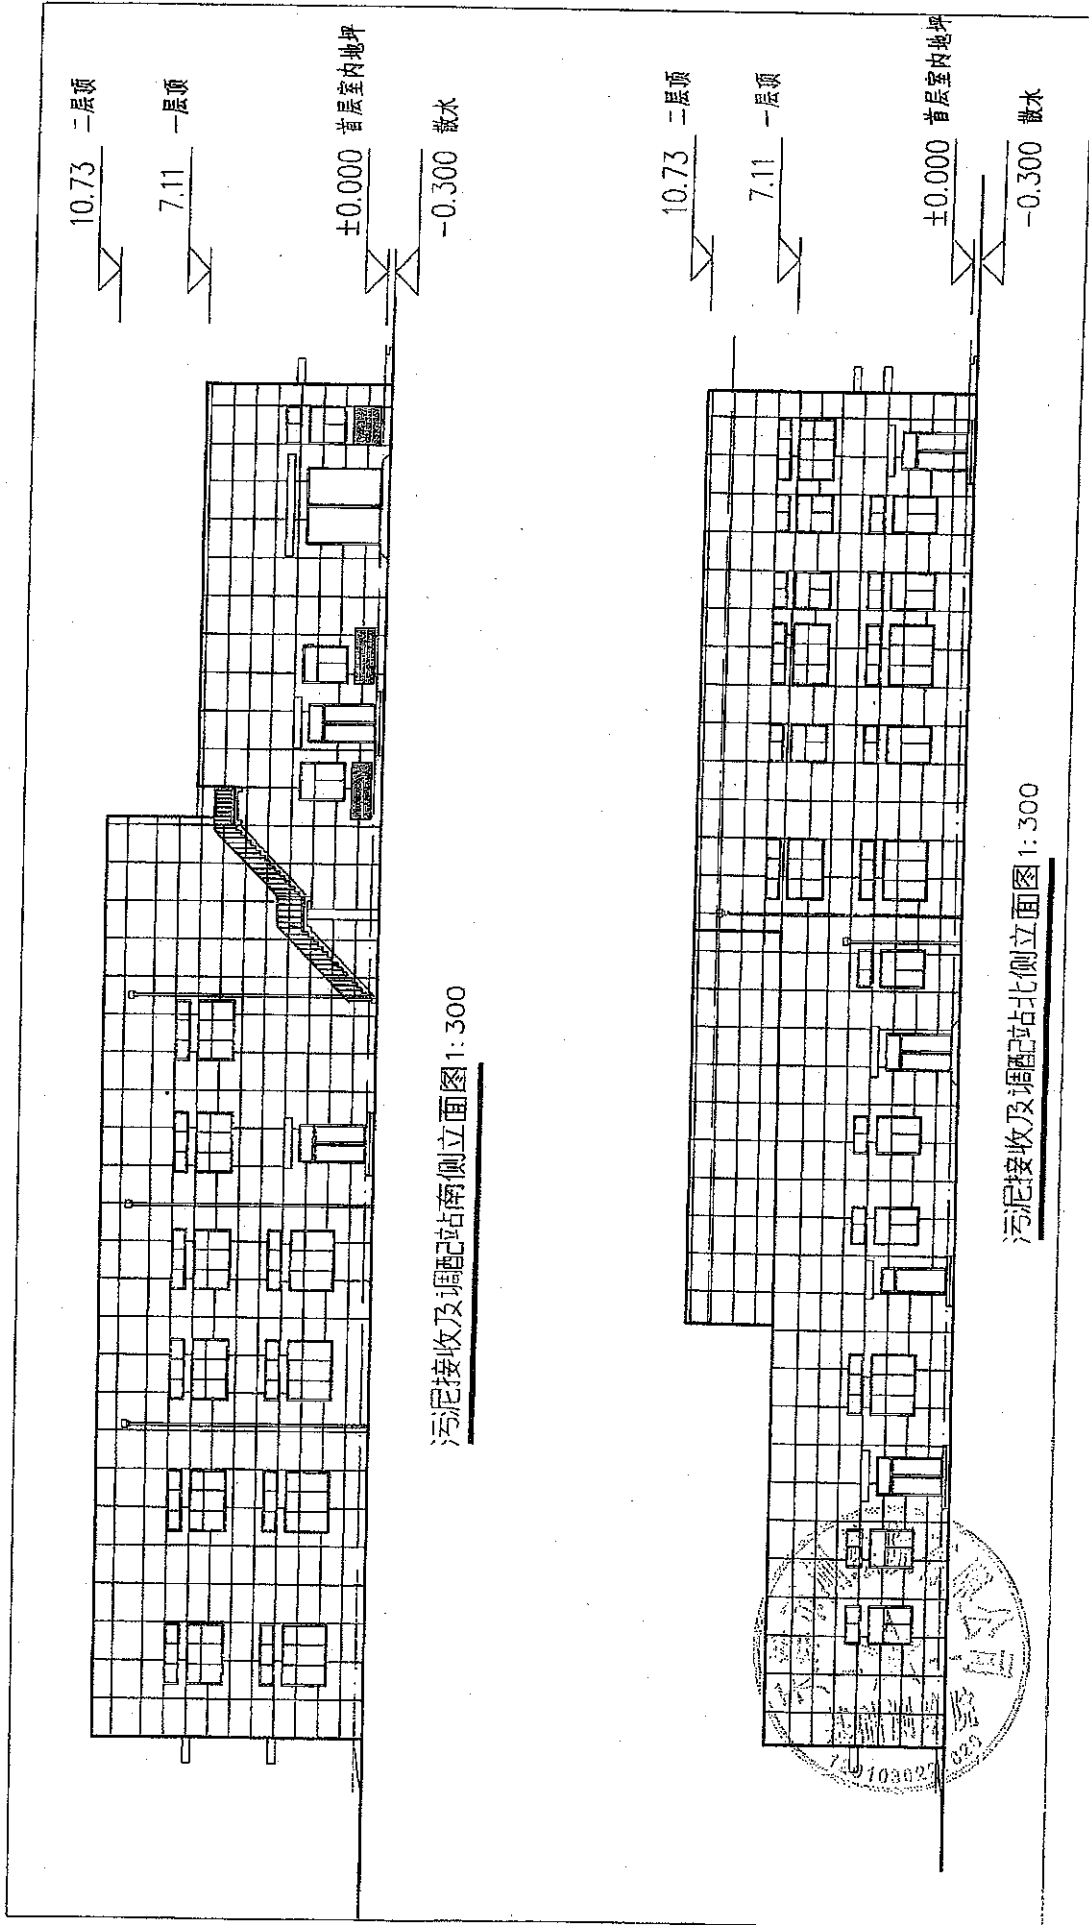 10.73 二层顶
7.11 一层顶
±0.000 首层室内地坪
-0.300 散水
污泥接收及调配站南侧立面图1:300
10.73 二层顶
7.11 一层顶
±0.000 首层室内地坪
-0.300 散水
污泥接收及调配站北侧立面图1:300